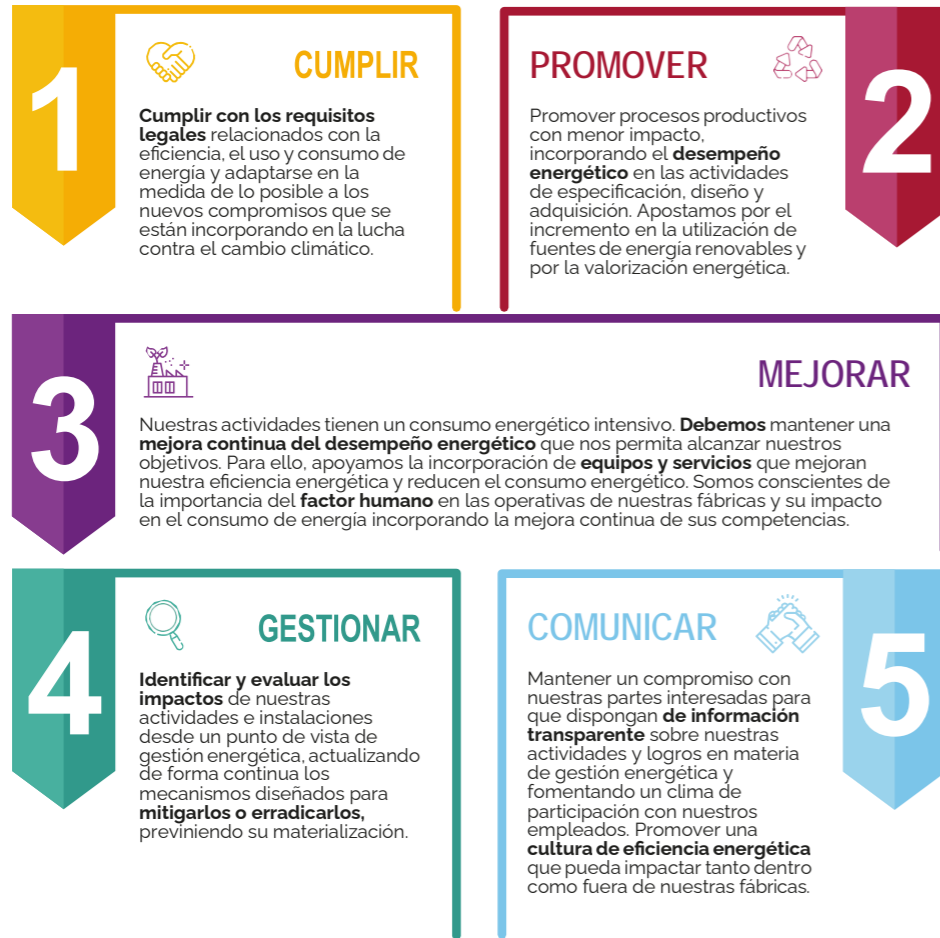 1
CUMPLIR
Cumplir con los requisitos
legales relacionados con la
eficiencia, el uso y consumo de
energía y adaptarse en la
medida de lo posible a los
nuevos compromisos que se
están incorporando en la lucha
contra el cambio climático.
PROMOVER
2
Promover procesos productivos
con menor impacto,
incorporando el desempeño
energético en las actividades
de especificación, diseño y
adquisición. Apostamos por el
incremento en la utilización de
fuentes de energía renovables y
por la valorización energética.
3
MEJORAR
Nuestras actividades tienen un consumo energético intensivo. Debemos mantener una
mejora continua del desempeño energético que nos permita alcanzar nuestros
objetivos. Para ello, apoyamos la incorporación de equipos y servicios que mejoran
nuestra eficiencia energética y reducen el consumo energético. Somos conscientes de
la importancia del factor humano en las operativas de nuestras fábricas y su impacto
en el consumo de energía incorporando la mejora continua de sus competencias.
4
GESTIONAR
Identificar y evaluar los
impactos de nuestras
actividades e instalaciones
desde un punto de vista de
gestión energética, actualizando
de forma continua los
mecanismos diseñados para
mitigarlos o erradicarlos,
previniendo su materialización.
COMUNICAR
5
Mantener un compromiso con
nuestras partes interesadas para
que dispongan de información
transparente sobre nuestras
actividades y logros en materia
de gestión energética y
fomentando un clima de
participación con nuestros
empleados. Promover una
cultura de eficiencia energética
que pueda impactar tanto dentro
como fuera de nuestras fábricas.